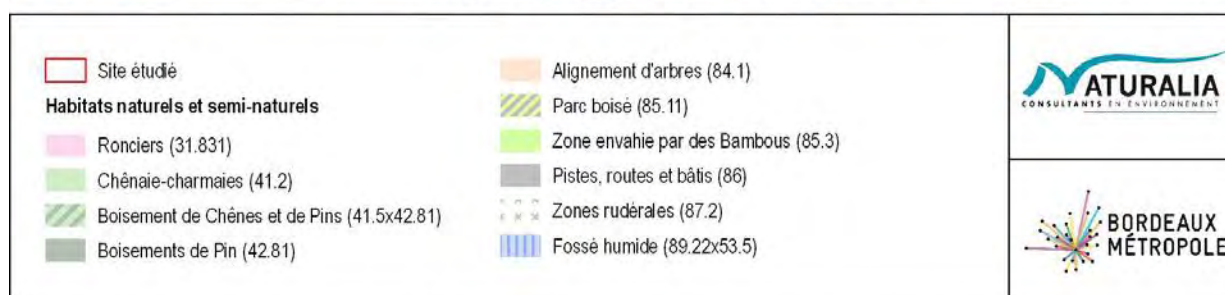 Site étudié
Habitats naturels et semi-naturels
Ronciers (31.831)
Chênaie-charmaies (41.2)
Boisement de Chênes et de Pins (41.5x42.81)
Boisements de Pin (42.81)
Alignement d'arbres (84.1)
Parc boisé (85.11)
Zone envahie par des Bambous (85.3)
Pistes, routes et bâtis (86)
Zones rudérales (87.2)
Fossé humide (89.22x53.5)
NATURALIA
CONSULTANTS EN ENVIRONNEMENT
BORDEAUX
MÉTROPOLE